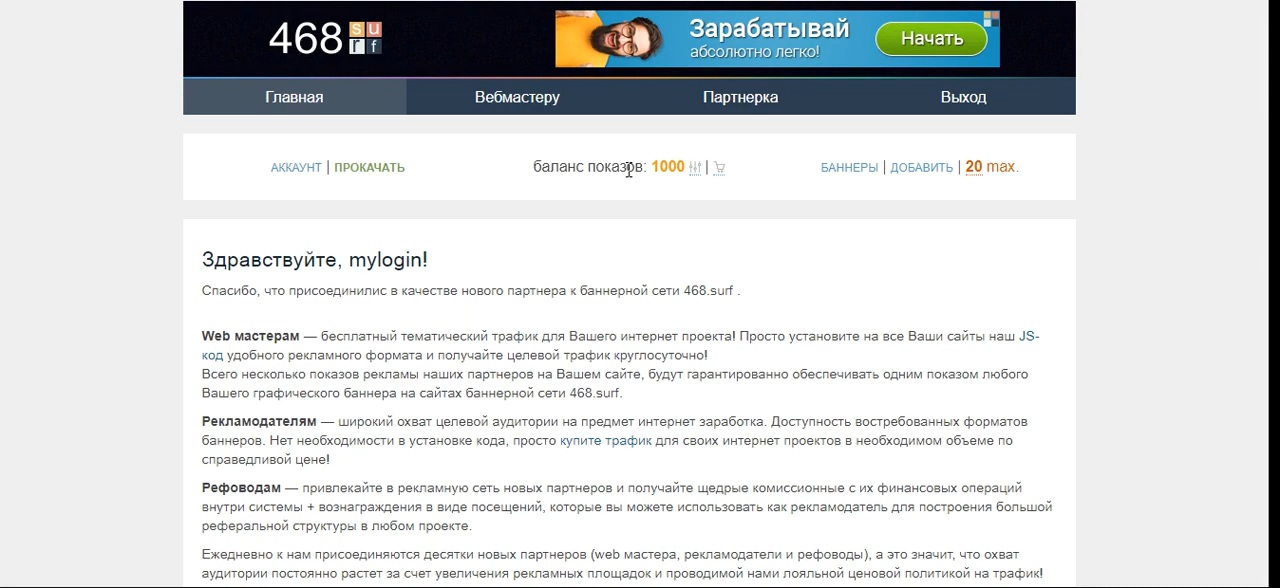 468 su
rf
Зарабатывай
абсолютно легко!
Начать
Главная Вебмастеру Партнерка Выход
АККАУНТ | ПРОКАЧАТЬ баланс показов: 1000 | БАННЕРЫ | ДОБАВИТЬ | 20 max.
Здравствуйте, mylogin!
Спасибо, что присоединилис в качестве нового партнера к баннерной сети 468.surf .
Web мастерам — бесплатный тематический трафик для Вашего интернет проекта! Просто установите на все Ваши сайты наш JS-
код удобного рекламного формата и получайте целевой трафик круглосуточно!
Всего несколько показов рекламы наших партнеров на Вашем сайте, будут гарантированно обеспечивать одним показом любого
Вашего графического баннера на сайтах баннерной сети 468.surf.
Рекламодателям — широкий охват целевой аудитории на предмет интернет заработка. Доступность востребованных форматов
баннеров. Нет необходимости в установке кода, просто купите трафик для своих интернет проектов в необходимом объеме по
справедливой цене!
Рефоводам — привлекайте в рекламную сеть новых партнеров и получайте щедрые комиссионные с их финансовых операций
внутри системы + вознаграждения в виде посещений, которые вы можете использовать как рекламодатель для построения большой
реферальной структуры в любом проекте.
Ежедневно к нам присоединяются десятки новых партнеров (web мастера, рекламодатели и рефоводы), а это значит, что охват
аудитории постоянно растет за счет увеличения рекламных площадок и проводимой нами лояльной ценовой политикой на трафик!